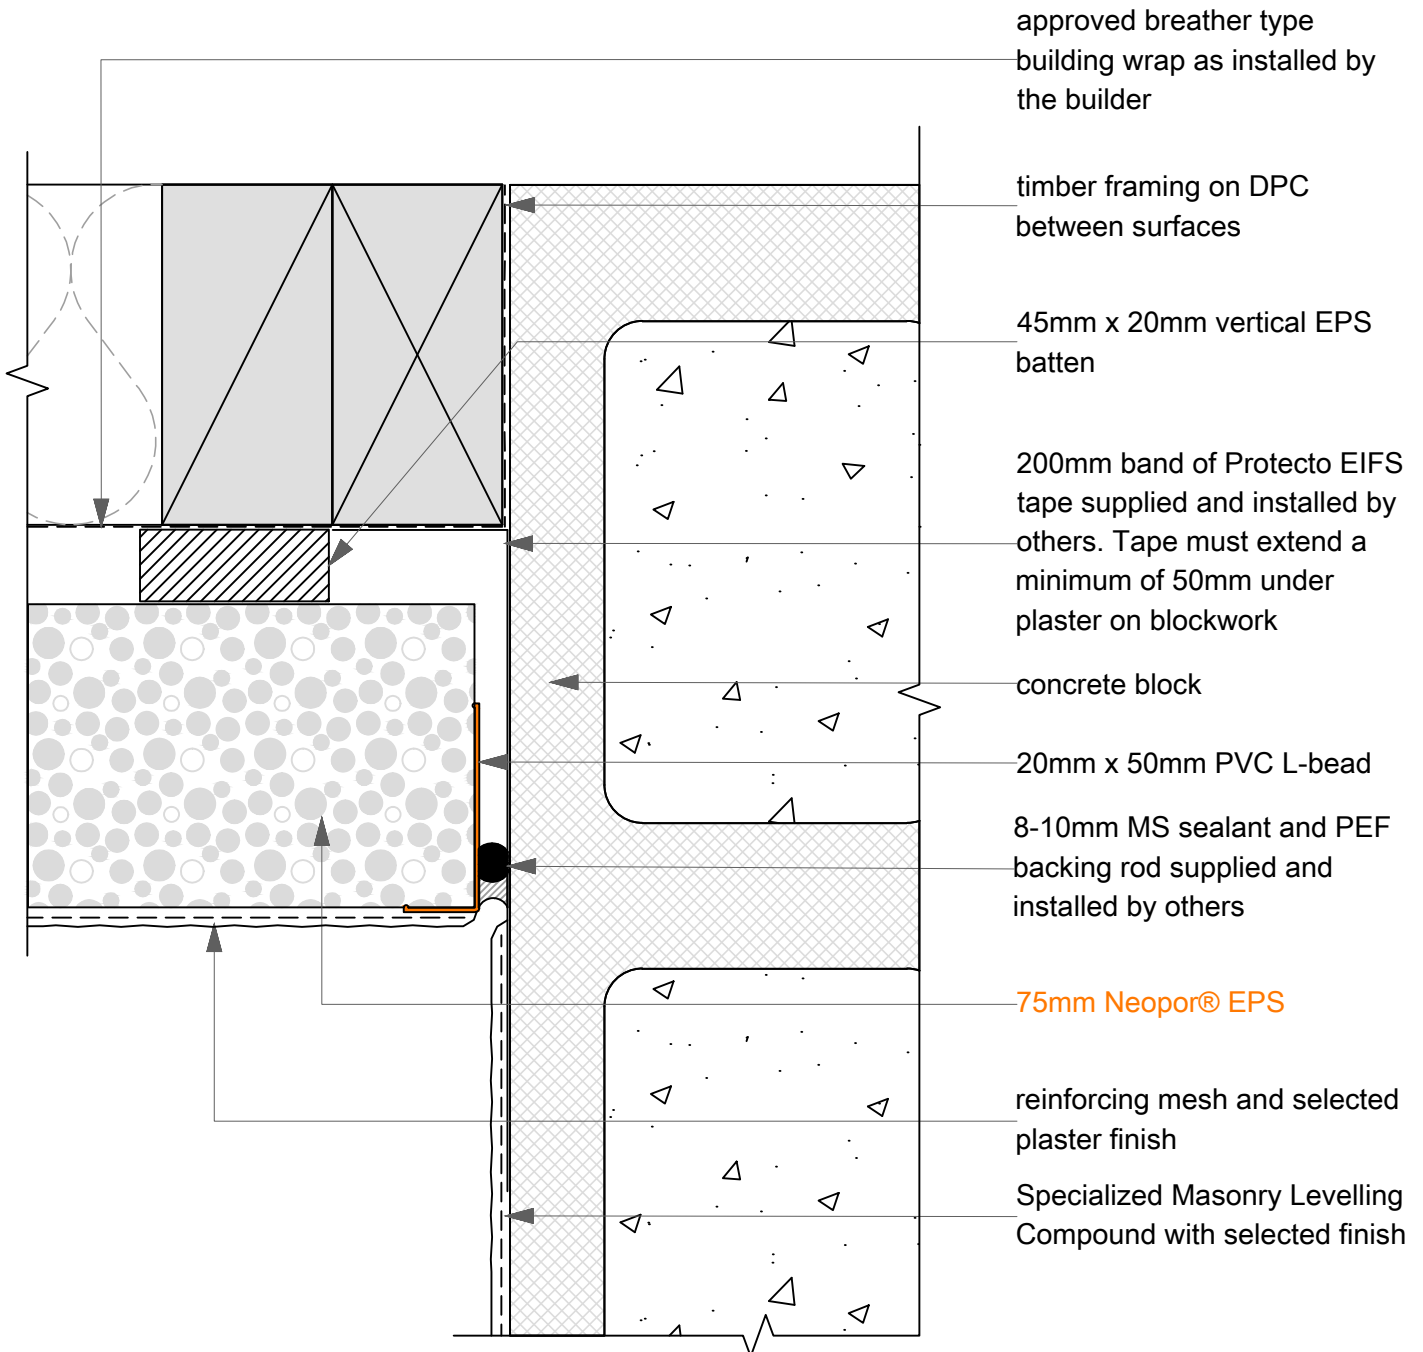 approved breather type
building wrap as installed by
the builder
timber framing on DPC
between surfaces
45mm x 20mm vertical EPS
batten
200mm band of Protecto EIFS
tape supplied and installed by
others. Tape must extend a
minimum of 50mm under
plaster on blockwork
concrete block
20mm x 50mm PVC L-bead
8-10mm MS sealant and PEF
backing rod supplied and
installed by others
75mm Neopor® EPS
reinforcing mesh and selected
plaster finish
Specialized Masonry Levelling
Compound with selected finish